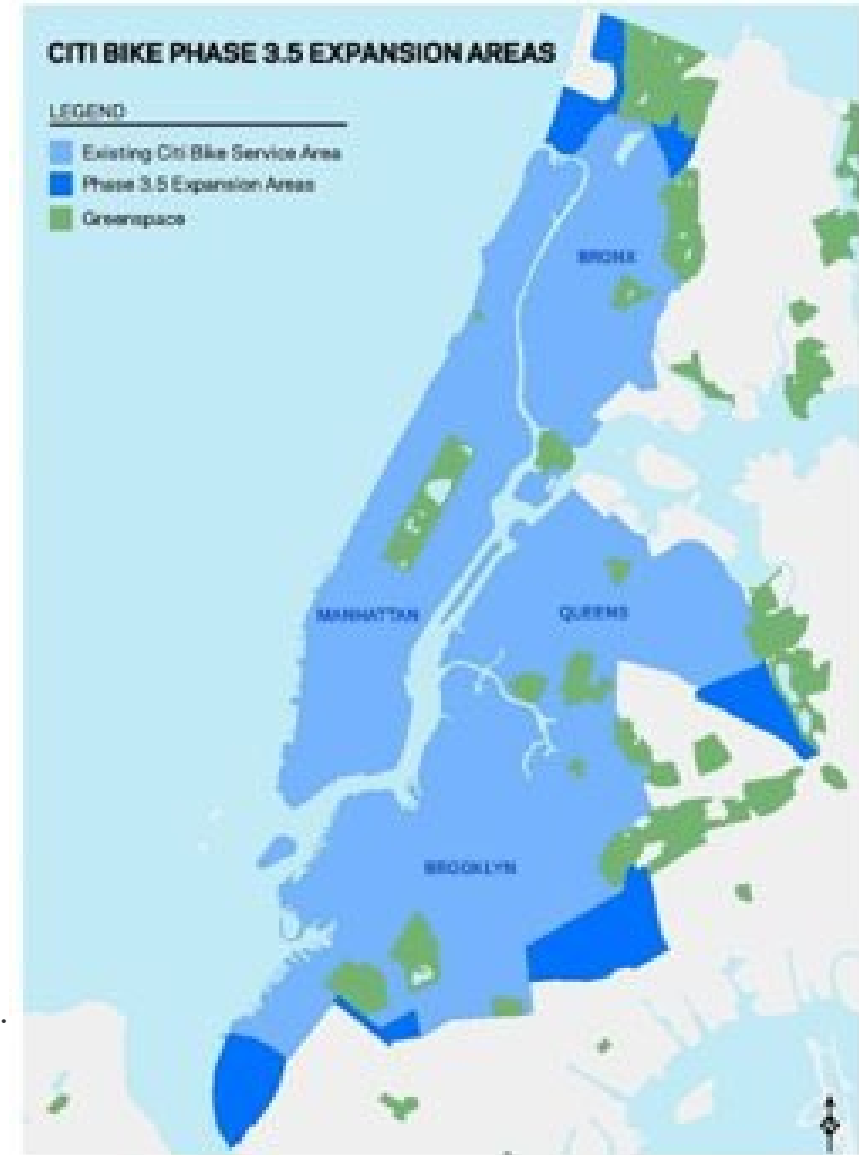 CITI BIKE PHASE 3.5 EXPANSION AREAS
LEGEND
Existing Citi Bike Service Area
Phase 3.5 Expansion Areas
Greenspace
BRONX
MANHATTAN
QUEENS
BROOKLYN
.